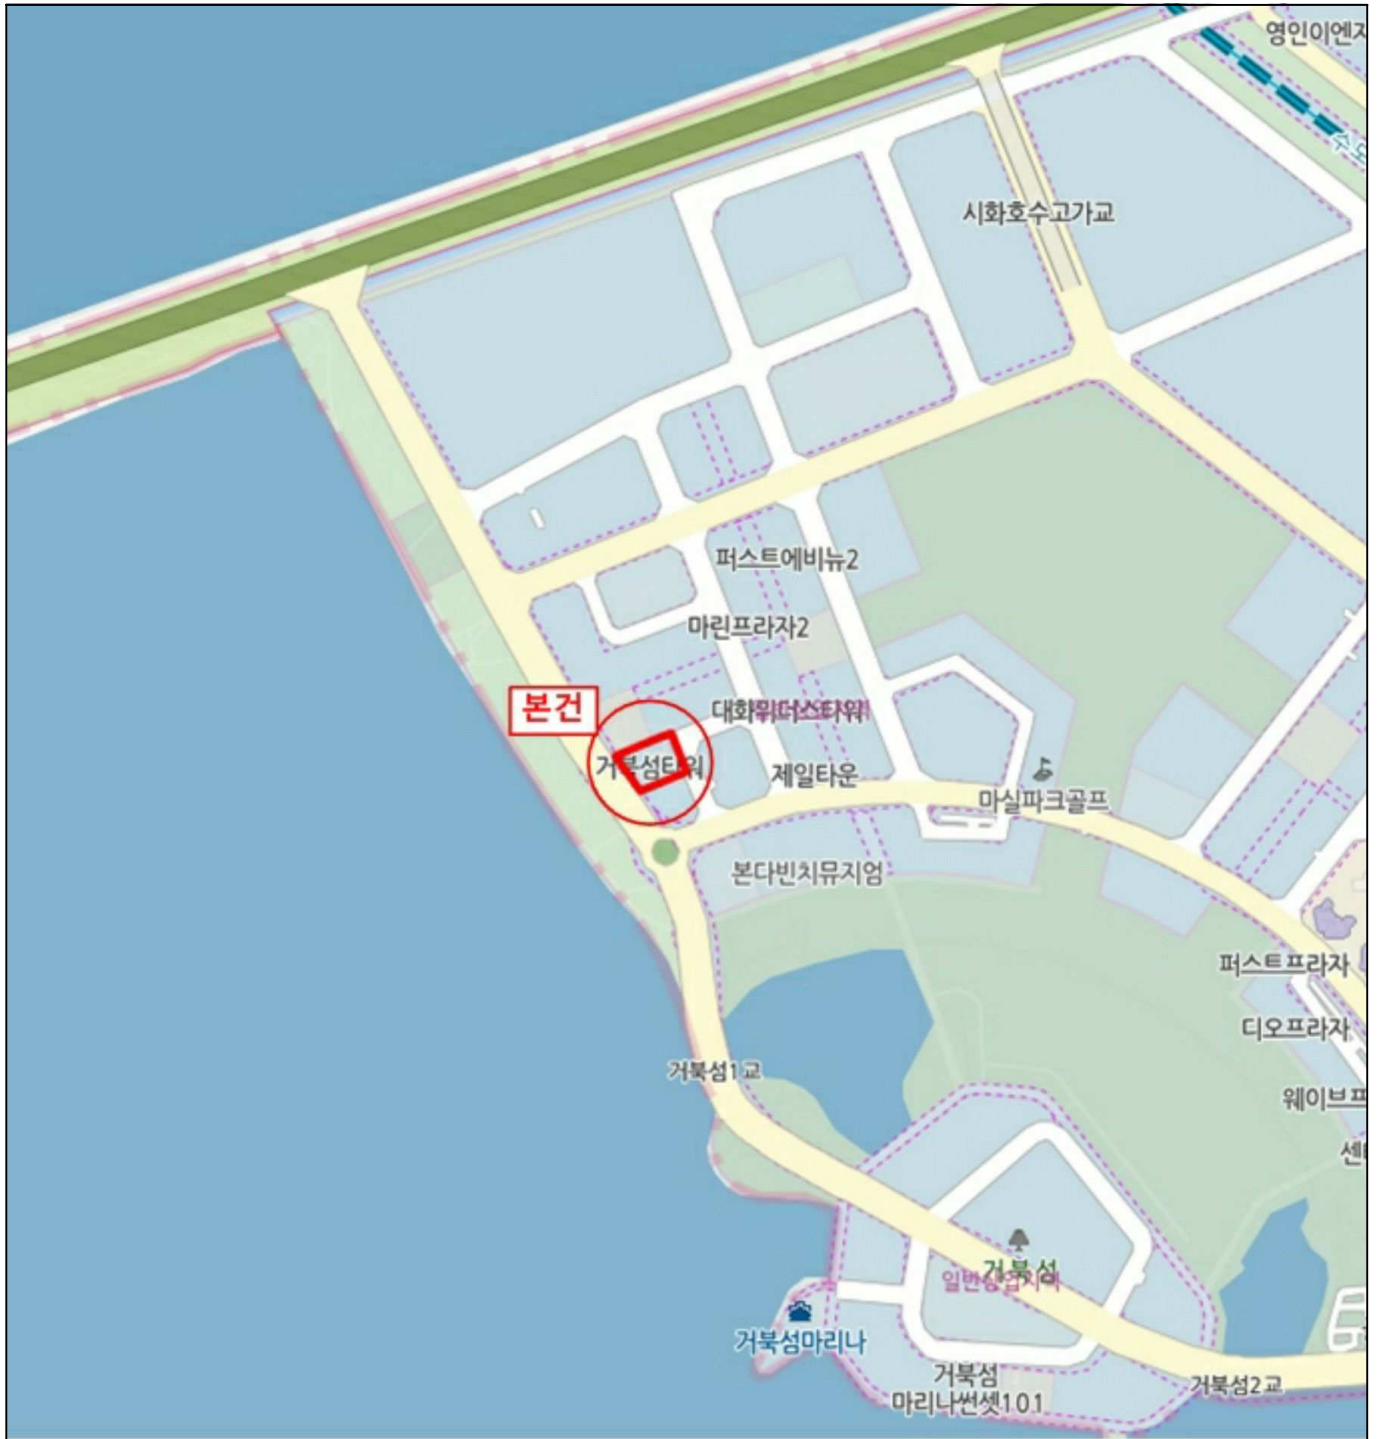 영인이엔지
시화호수고가교
퍼스트에비뉴2
마린프라자2
본건
대화워터스타워
거북섬타워
제일타운
마실파크골프
본다빈치뮤지엄
퍼스트프라자
디오프라자
거북섬1교
웨이브프
센
거북섬
일반상업지역
거북섬마리나
거북섬
마리나썬셋101
거북섬2교